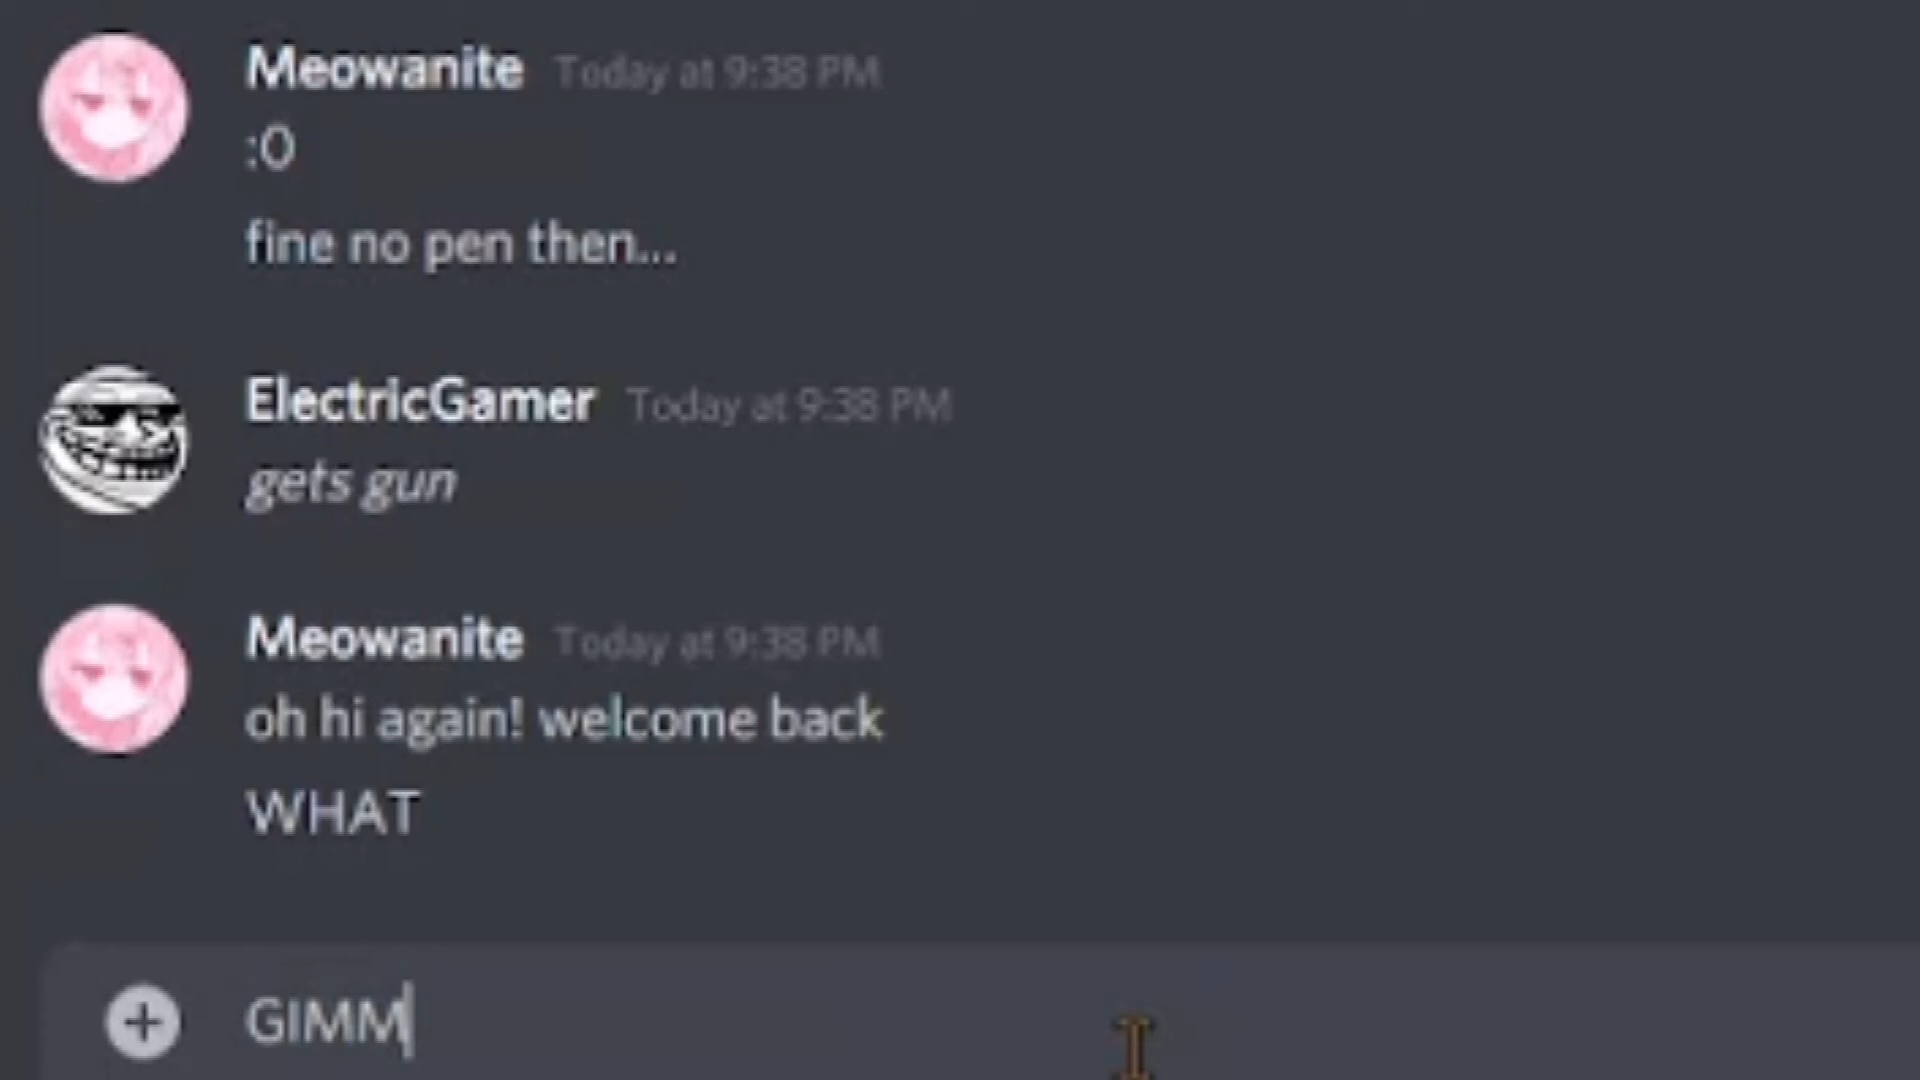 Meowanite Today at 9:38 PM
:0
fine no pen then...
ElectricGamer Today at 9:38 PM
gets gun
Meowanite Today at 9:38 PM
oh hi again! welcome back
WHAT
GIMM